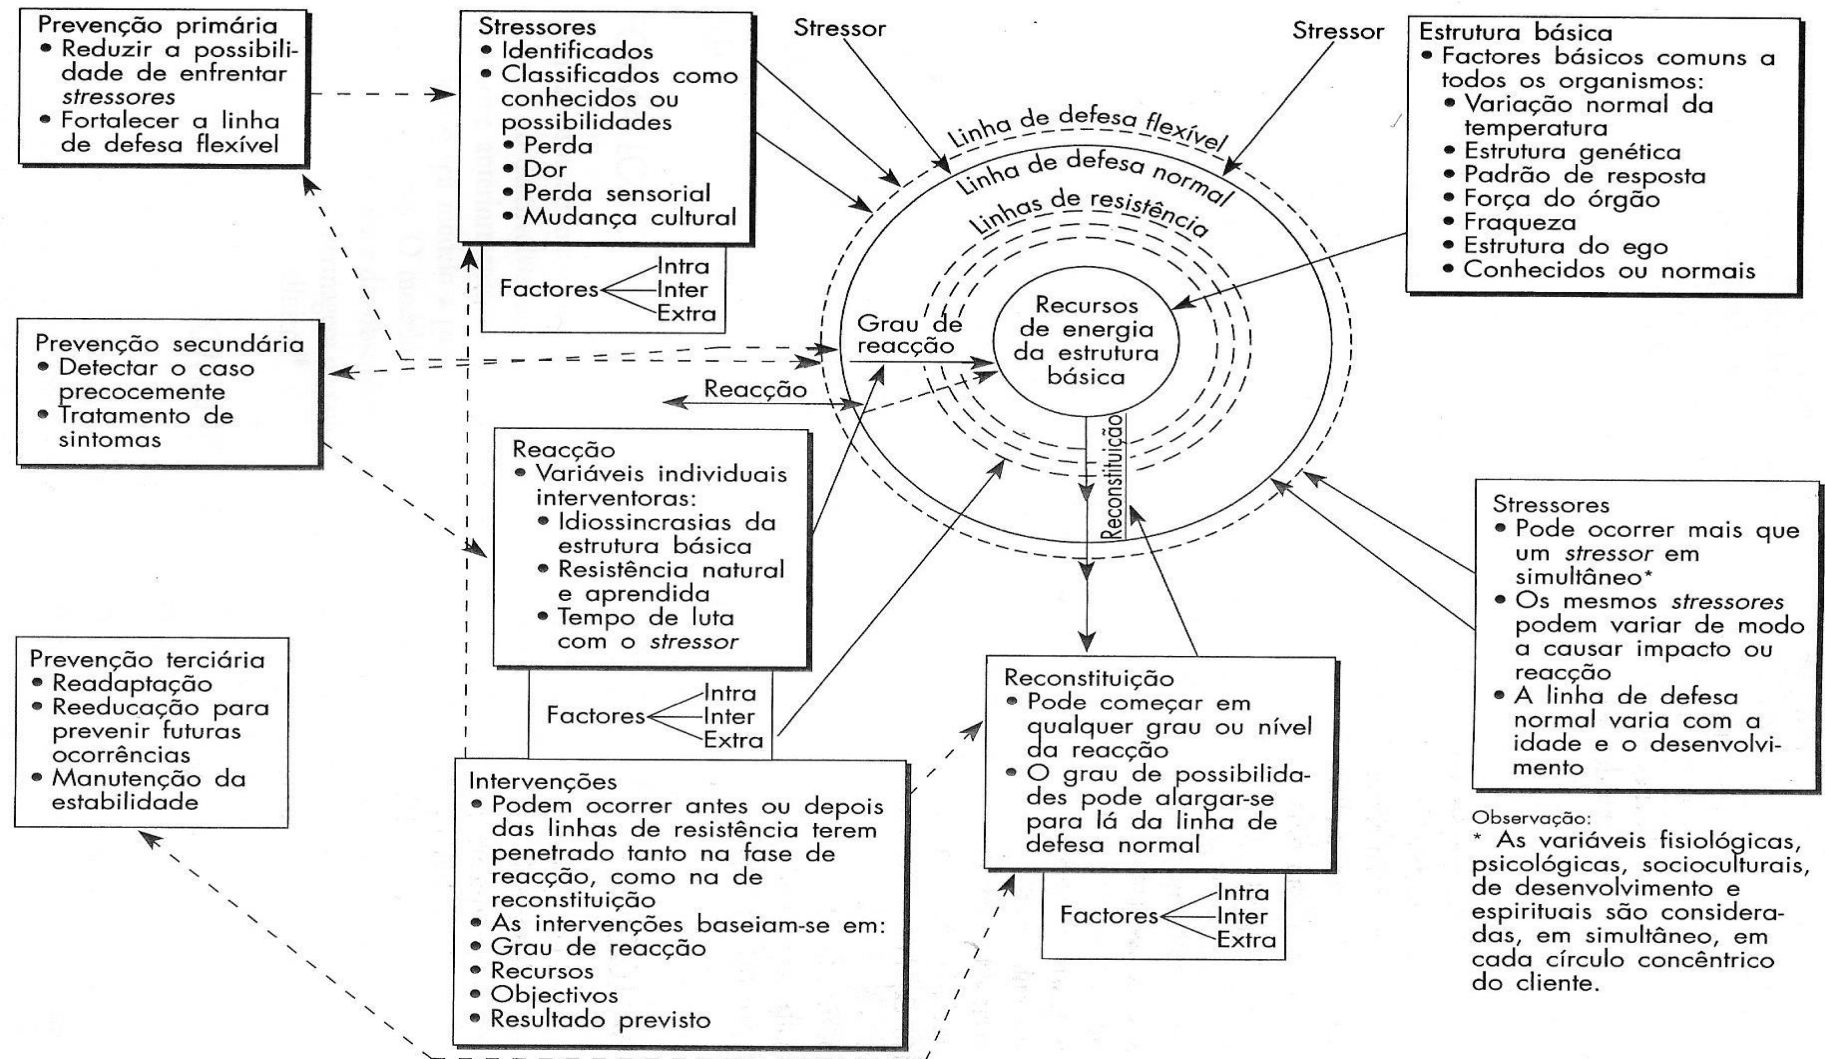 Prevenção primária
• Reduzir a possibili-
dade de enfrentar
stressores
• Fortalecer a linha
de defesa flexível
Stressores
• Identificados
• Classificados como
conhecidos ou
possibilidades
• Perda
• Dor
• Perda sensorial
• Mudança cultural
Factores
Intra
Inter
Extra
Stressor
Stressor
Estrutura básica
• Factores básicos comuns a
todos os organismos:
• Variação normal da
temperatura
• Estrutura genética
• Padrão de resposta
• Força do órgão
• Fraqueza
• Estrutura do ego
• Conhecidos ou normais
Linha de defesa flexível
Linha de defesa normal
Linhas de resistência
Recursos
de energia
da estrutura
básica
Grau de
reacção
Reacção
Reconstituição
Prevenção secundária
• Detectar o caso
precocemente
• Tratamento de
sintomas
Reacção
• Variáveis individuais
interventoras:
• Idiossincrasias da
estrutura básica
• Resistência natural
e aprendida
• Tempo de luta
com o stressor
Factores
Intra
Inter
Extra
Stressores
• Pode ocorrer mais que
um stressor em
simultâneo*
• Os mesmos stressores
podem variar de modo
a causar impacto ou
reacção
• A linha de defesa
normal varia com a
idade e o desenvolvi-
mento
Prevenção terciária
• Readaptação
• Reeducação para
prevenir futuras
ocorrências
• Manutenção da
estabilidade
Intervenções
• Podem ocorrer antes ou depois
das linhas de resistência terem
penetrado tanto na fase de
reacção, como na de
reconstituição
• As intervenções baseiam-se em:
• Grau de reacção
• Recursos
• Objectivos
• Resultado previsto
Reconstituição
• Pode começar em
qualquer grau ou nível
da reacção
• O grau de possibilida-
des pode alargar-se
para lá da linha de
defesa normal
Factores
Intra
Inter
Extra
Observação:
* As variáveis fisiológicas,
psicológicas, socioculturais,
de desenvolvimento e
espirituais são considera-
das, em simultâneo, em
cada círculo concêntrico
do cliente.